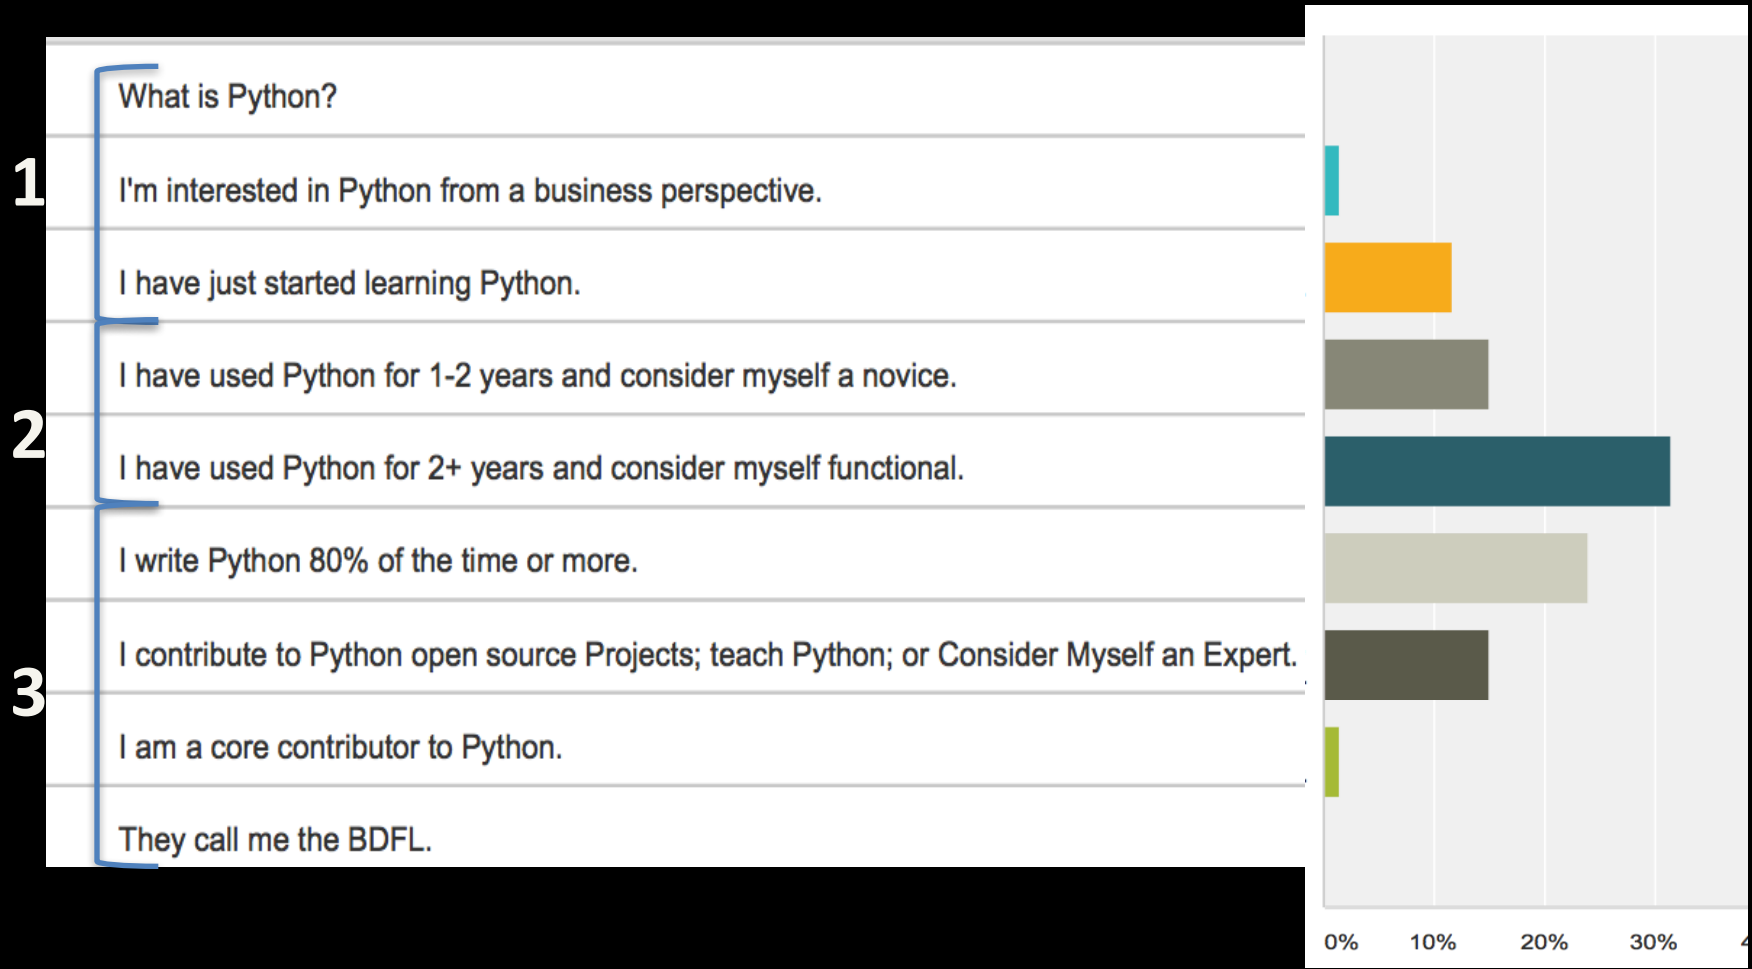 What is Python?
1
I'm interested in Python from a business perspective.
I have just started learning Python.
I have used Python for 1-2 years and consider myself a novice.
2
I have used Python for 2+ years and consider myself functional.
I write Python 80% of the time or more.
I contribute to Python open source Projects; teach Python; or Consider Myself an Expert.
3
I am a core contributor to Python.
They call me the BDFL.
0% 10% 20% 30%